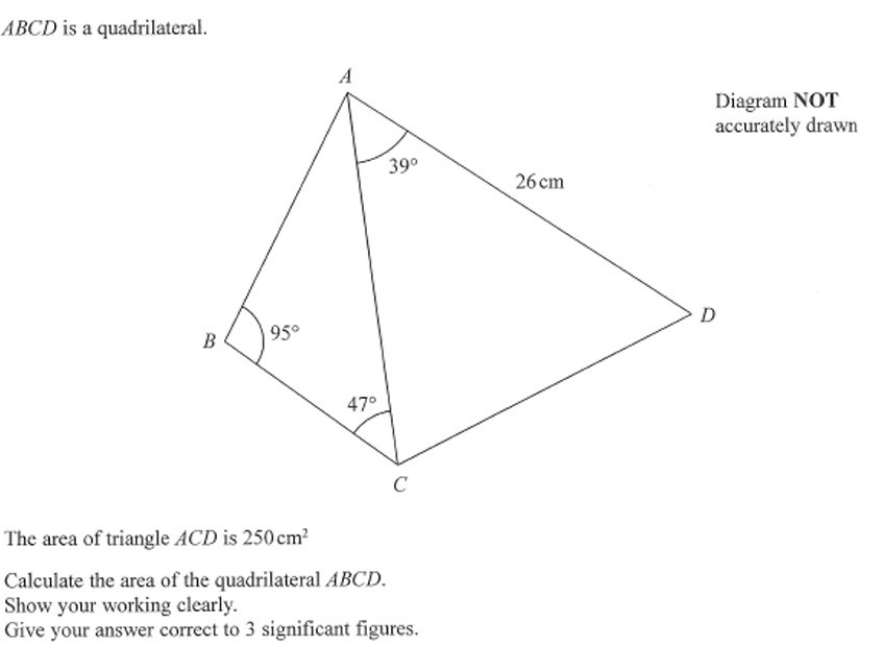 ABCD is a quadrilateral.
A
Diagram NOT
accurately drawn
39°
26 cm
D
B
95°
47°
C
The area of triangle ACD is 250 cm²
Calculate the area of the quadrilateral ABCD.
Show your working clearly.
Give your answer correct to 3 significant figures.